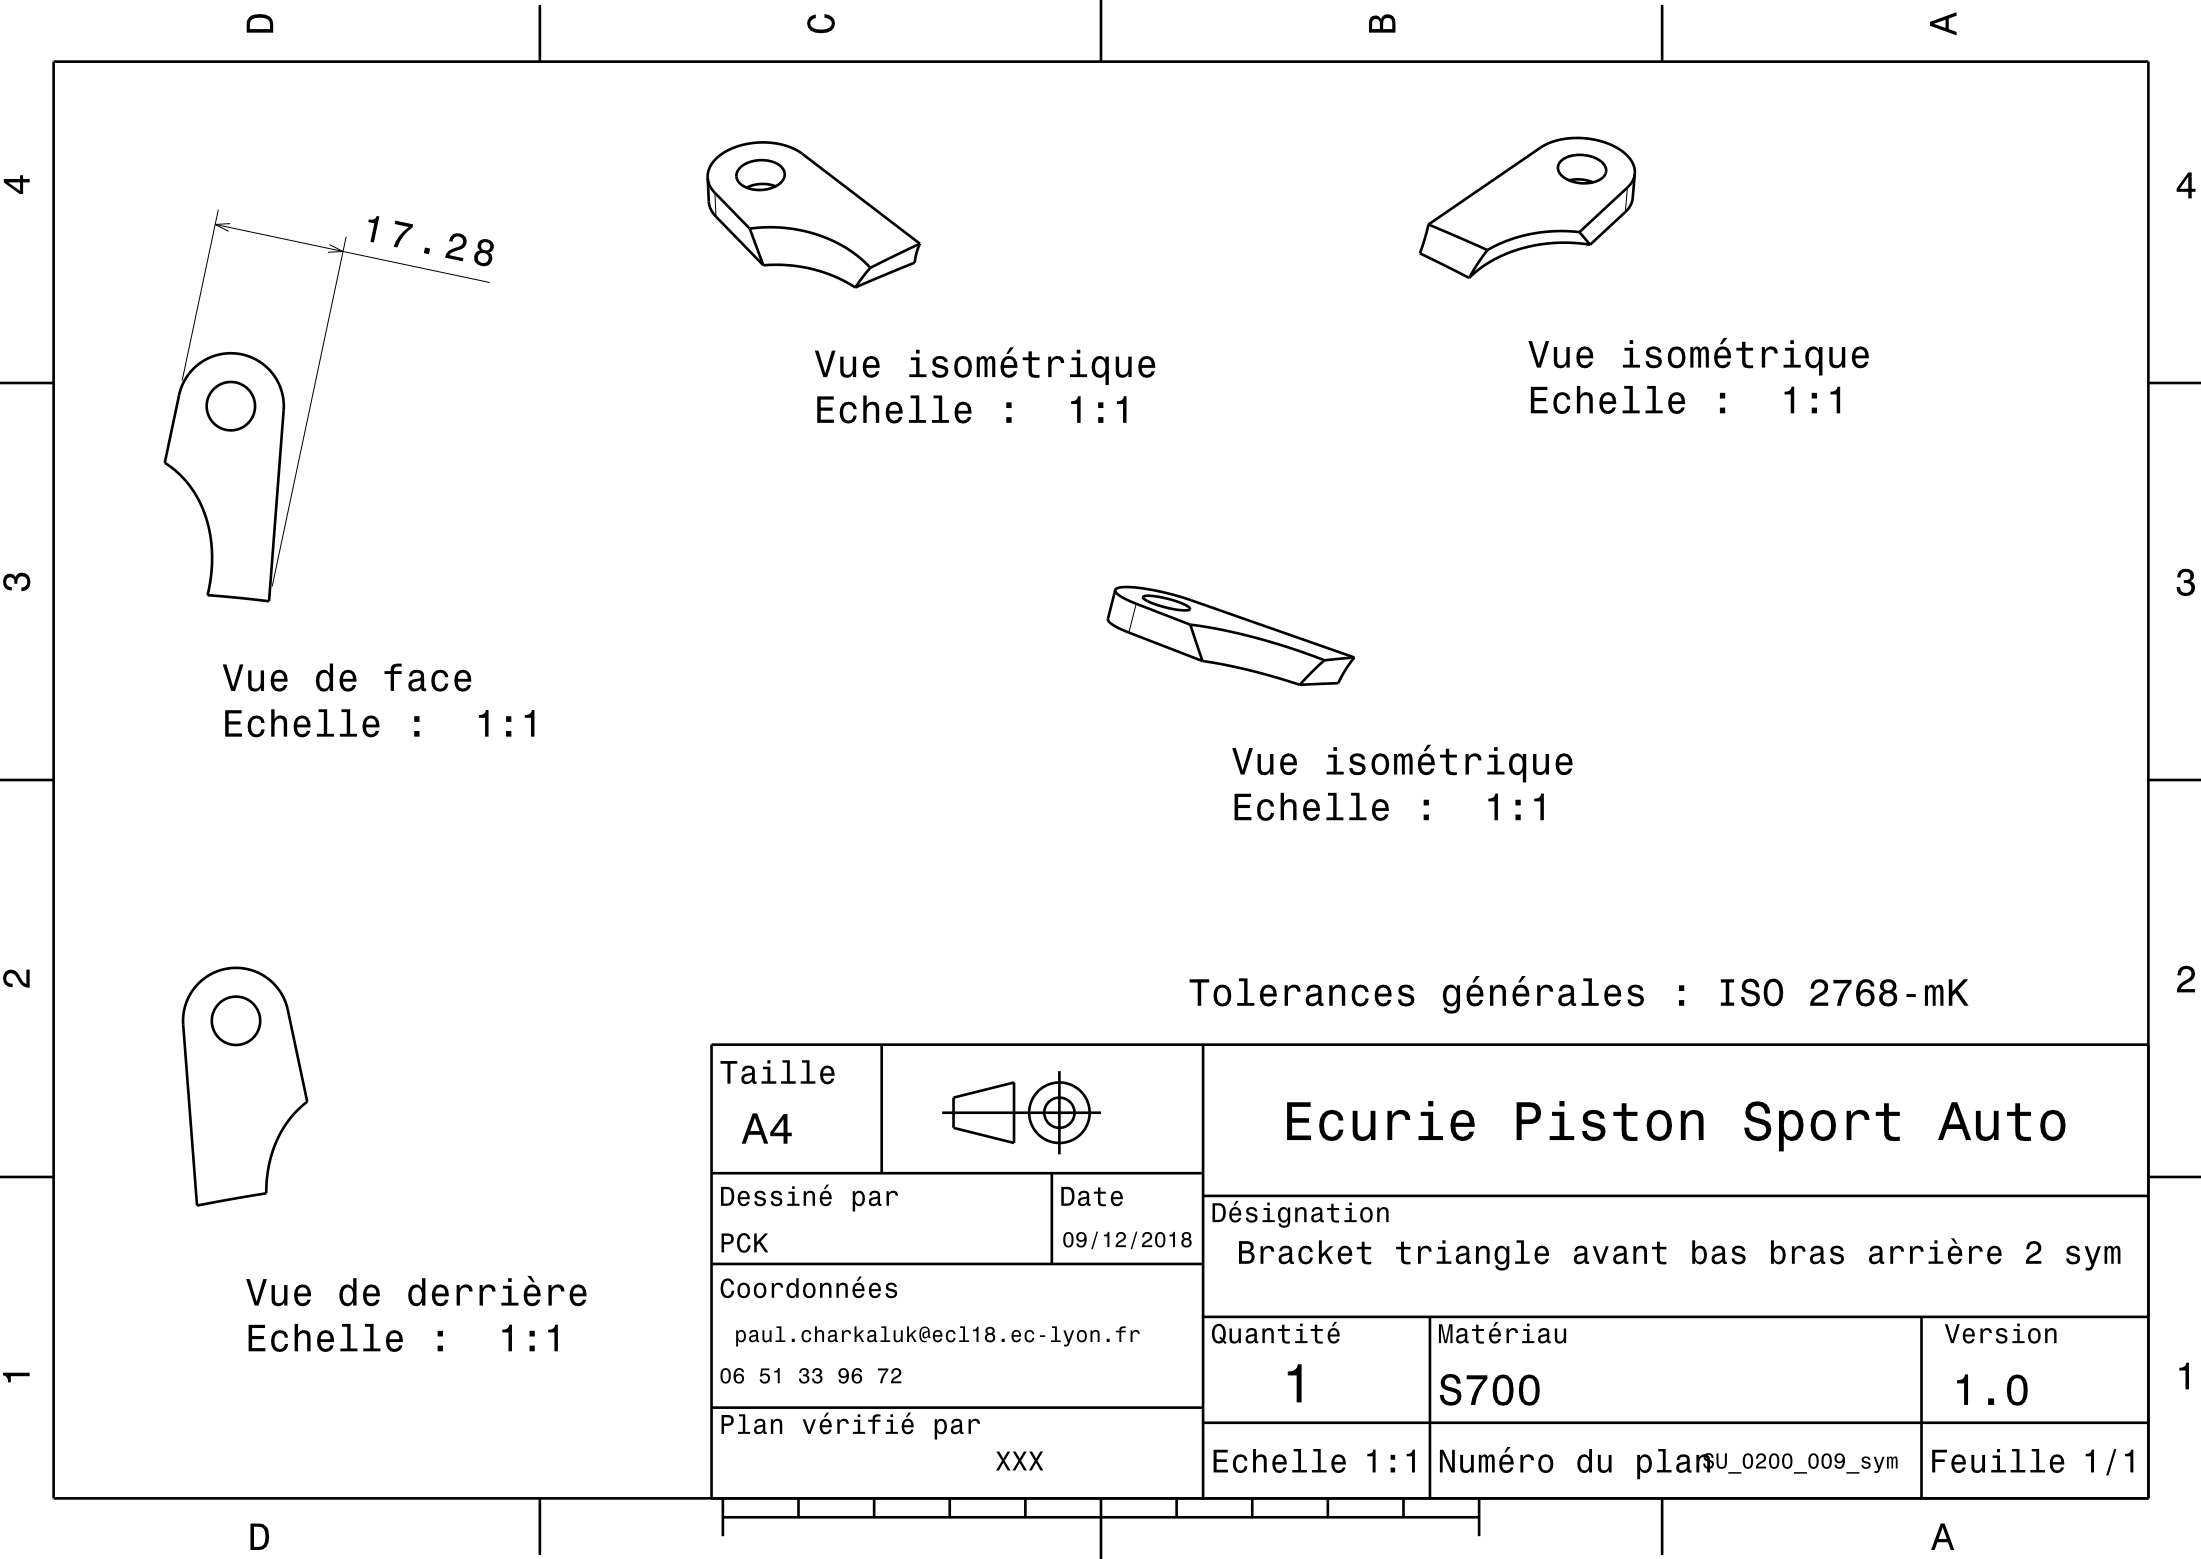 D C B A
4 4
17.28
Vue isométrique
Echelle : 1:1
Vue isométrique
Echelle : 1:1
3 3
Vue de face
Echelle : 1:1
Vue isométrique
Echelle : 1:1
2 2
Tolerances générales : ISO 2768-mK
Vue de derrière
Echelle : 1:1
1 1
Taille
A4
Ecurie Piston Sport Auto
Dessiné par
PCK
Date
09/12/2018
Désignation
Bracket triangle avant bas bras arrière 2 sym
Coordonnées
paul.charkaluk@ecl18.ec-lyon.fr
06 51 33 96 72
Quantité
1
Matériau
S700
Version
1.0
Plan vérifié par
XXX
Echelle 1:1
Numéro du plan SU_0200_009_sym
Feuille 1/1
D A